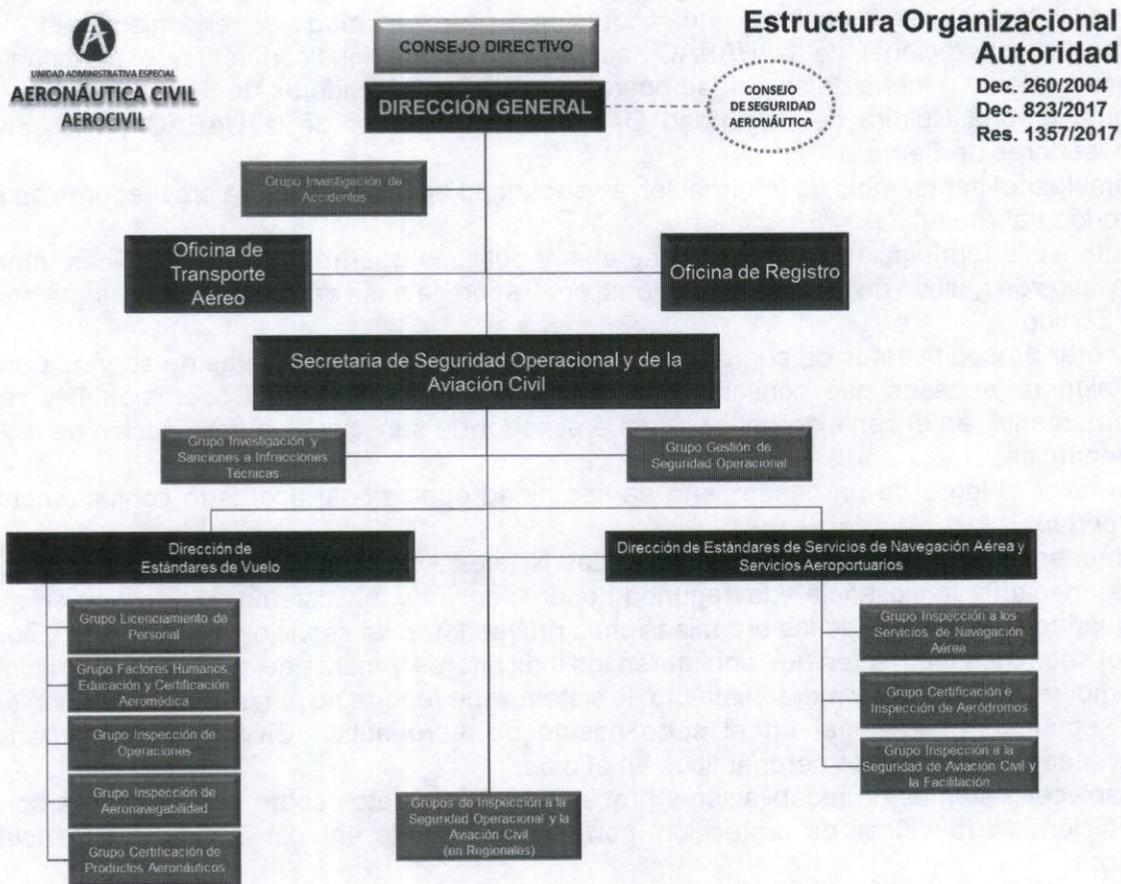 UNIDAD ADMINISTRATIVA ESPECIAL
AERONÁUTICA CIVIL
AEROCIVIL
CONSEJO DIRECTIVO
DIRECCIÓN GENERAL
CONSEJO
DE SEGURIDAD
AERONÁUTICA
Estructura Organizacional
Autoridad
Dec. 260/2004
Dec. 823/2017
Res. 1357/2017
Grupo Investigación de
Accidentes
Oficina de
Transporte
Aéreo
Oficina de Registro
Secretaria de Seguridad Operacional y de la
Aviación Civil
Grupo Investigación y
Sanciones a Infracciones
Técnicas
Grupo Gestión de
Seguridad Operacional
Dirección de
Estándares de Vuelo
Dirección de Estándares de Servicios de Navegación Aérea y
Servicios Aeroportuarios
Grupo Licenciamiento de
Personal
Grupo Factores Humanos
Educación y Certificación
Aeromédica
Grupo Inspección de
Operaciones
Grupo Inspección de
Aeronavegabilidad
Grupo Certificación de
Productos Aeronáuticos
Grupos de Inspección a la
Seguridad Operacional y la
Aviación Civil
(en Regionales)
Grupo Inspección a los
Servicios de Navegación
Aérea
Grupo Certificación e
Inspección de Aeródromos
Grupo Inspección a la
Seguridad de Aviación Civil y
la Facilitación